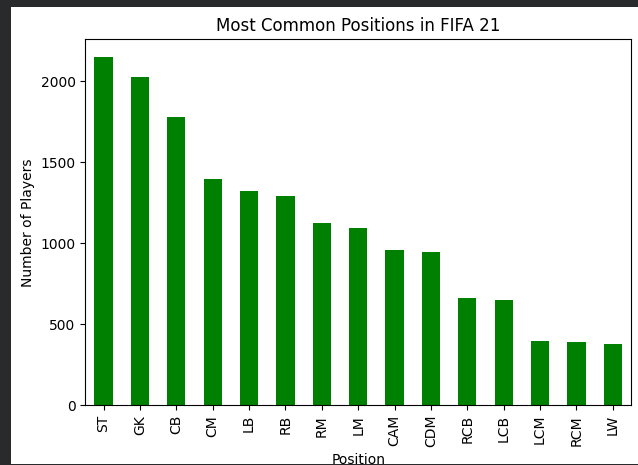 Most Common Positions in FIFA 21
Number of Players
2000
1500
1000
500
0
ST
GK
CB
CM
LB
RB
RM
LM
CAM
CDM
RCB
LCB
LCM
RCM
LW
Position